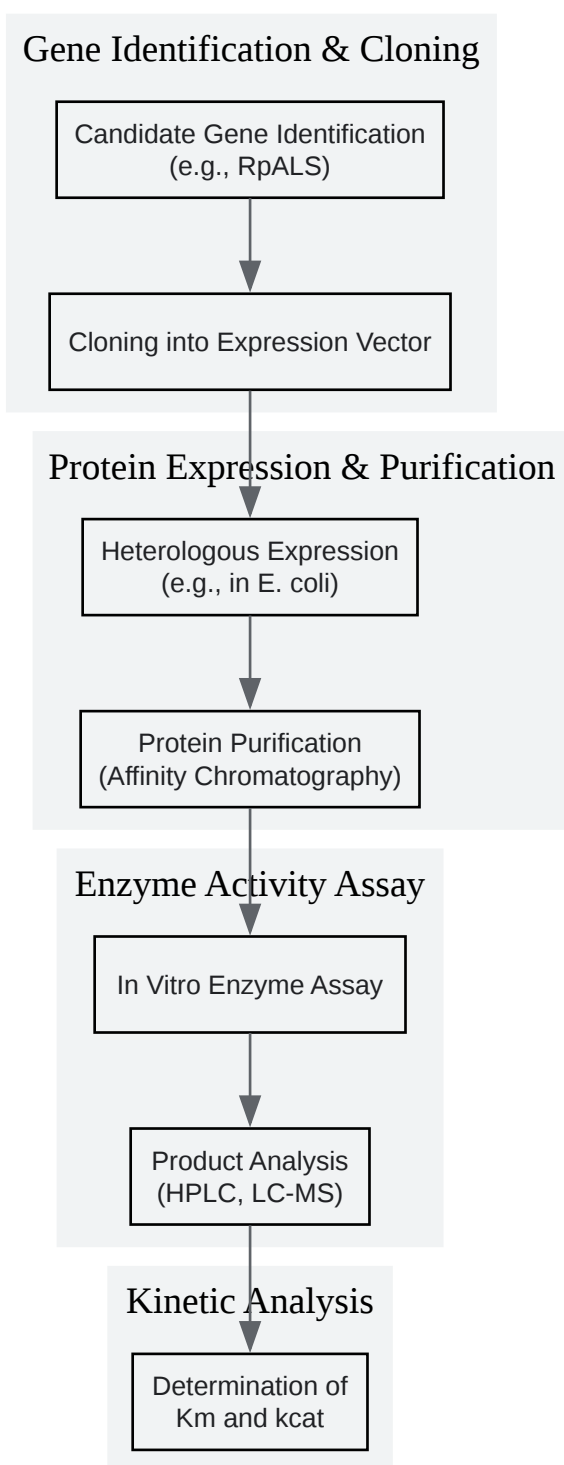 Gene Identification & Cloning
Candidate Gene Identification
(e.g., RpALS)
Cloning into Expression Vector
Protein Expression & Purification
Heterologous Expression
(e.g., in E. coli)
Protein Purification
(Affinity Chromatography)
Enzyme Activity Assay
In Vitro Enzyme Assay
Product Analysis
(HPLC, LC-MS)
Kinetic Analysis
Determination of
Km and kcat